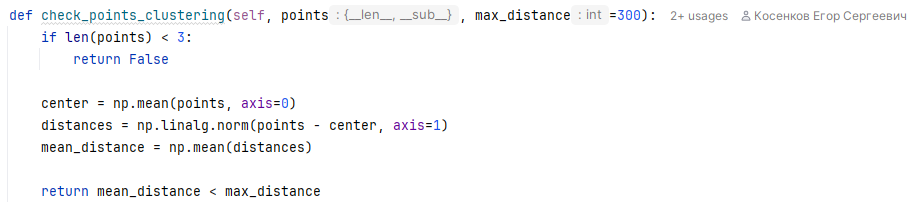 def check_points_clustering(self, points : {__len__, __sub__} , max_distance : int =300): 2+ usages Косенков Егор Сергеевич
    if len(points) < 3:
        return False

    center = np.mean(points, axis=0)
    distances = np.linalg.norm(points - center, axis=1)
    mean_distance = np.mean(distances)

    return mean_distance < max_distance